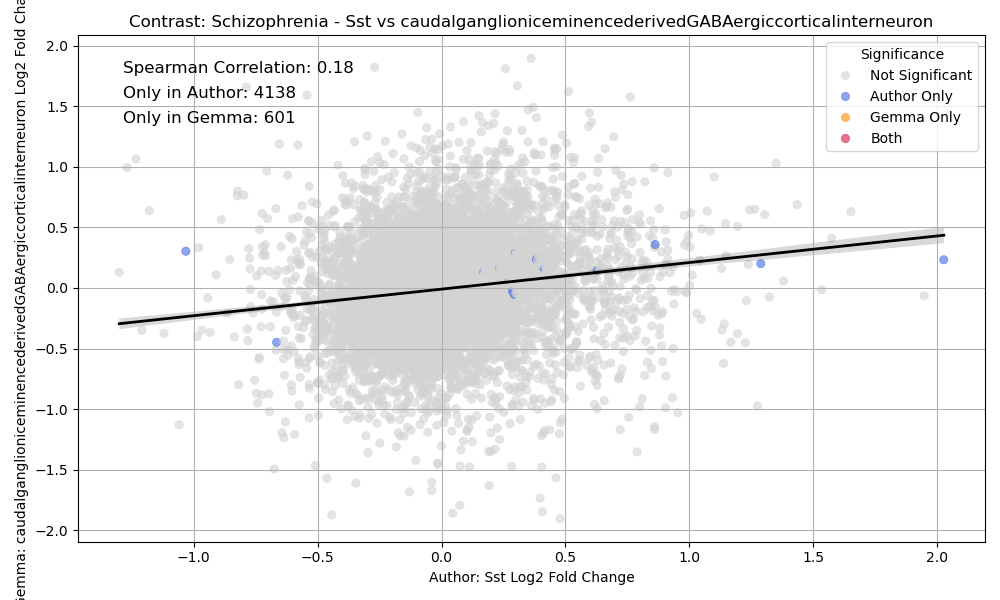 Contrast: Schizophrenia - Sst vs caudalganglioniceminencederivedGABAergiccorticalinterneuron
Spearman Correlation: 0.18
Only in Author: 4138
Only in Gemma: 601
Significance
Not Significant
Author Only
Gemma Only
Both
2.0
1.5
1.0
0.5
0.0
−0.5
−1.0
−1.5
−2.0
−1.0
−0.5
0.0
0.5
1.0
1.5
2.0
Author: Sst Log2 Fold Change
caudalganglioniceminencederivedGABAergiccorticalinterneuron Log2 Fold